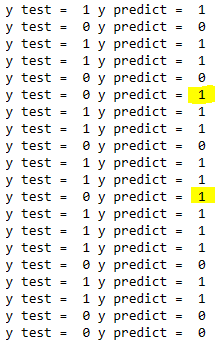 y test =  1 y predict =  1
y test =  0 y predict =  0
y test =  1 y predict =  1
y test =  1 y predict =  1
y test =  0 y predict =  0
y test =  0 y predict =  1
y test =  1 y predict =  1
y test =  1 y predict =  1
y test =  0 y predict =  0
y test =  1 y predict =  1
y test =  1 y predict =  1
y test =  0 y predict =  1
y test =  1 y predict =  1
y test =  1 y predict =  1
y test =  1 y predict =  1
y test =  0 y predict =  0
y test =  1 y predict =  1
y test =  1 y predict =  1
y test =  0 y predict =  0
y test =  0 y predict =  0